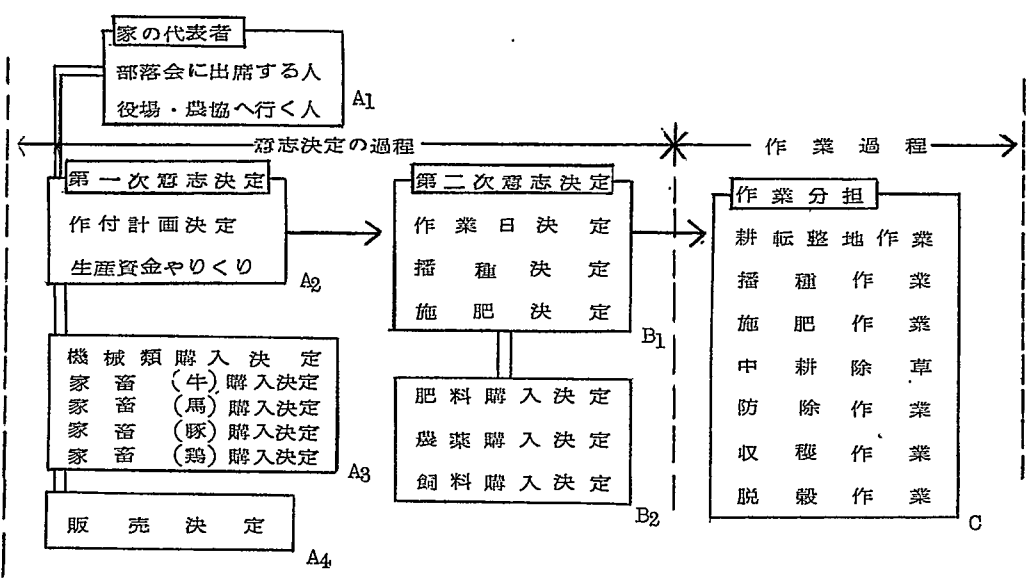 家の代表者
部落会に出席する人
役場・農協へ行く人
A1
意志決定の過程
作業過程
第一次意志決定
作付計画決定
生産資金やりくり
A2
機械類購入決定
家畜(牛)購入決定
家畜(馬)購入決定
家畜(豚)購入決定
家畜(鶏)購入決定
A3
販売決定
A4
第二次意志決定
作業日決定
播種決定
施肥決定
B1
肥料購入決定
農薬購入決定
飼料購入決定
B2
作業分担
耕転整地作業
播種作業
施肥作業
中耕除草
防除作業
収穫作業
脱穀作業
C